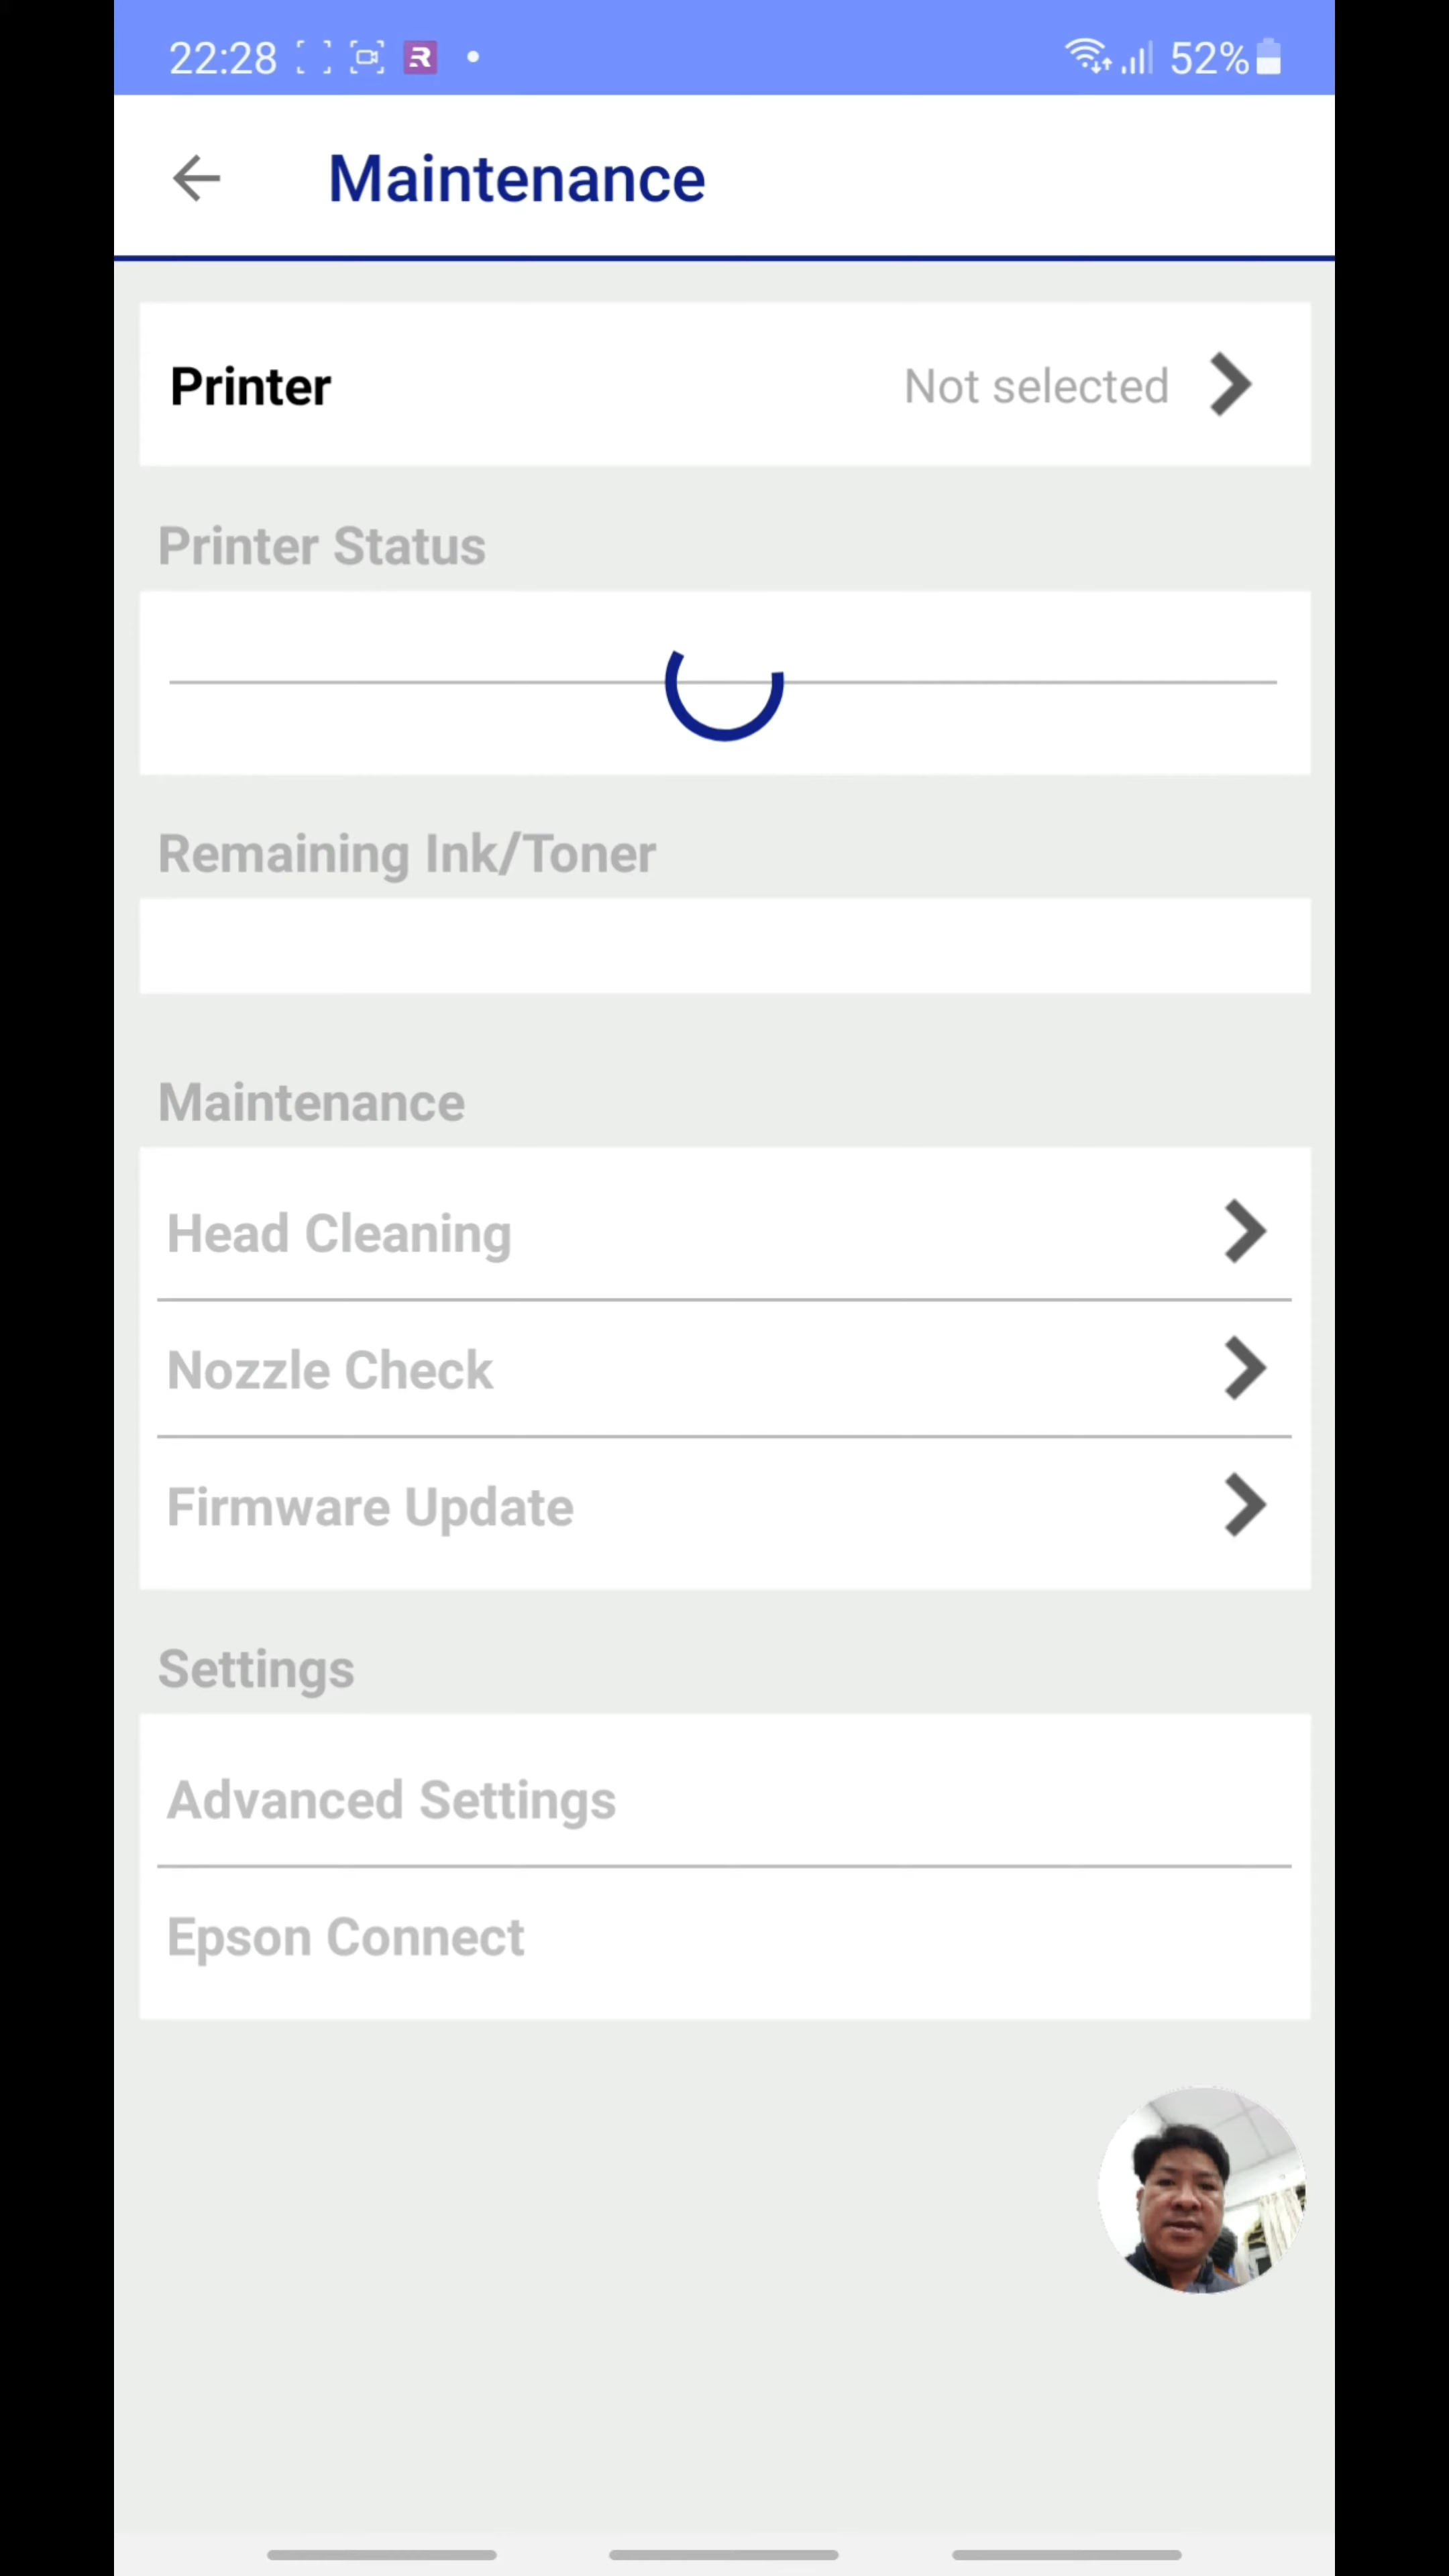 22:28
52%
Maintenance
Printer Not selected
Printer Status
Remaining Ink/Toner
Maintenance
Head Cleaning
Nozzle Check
Firmware Update
Settings
Advanced Settings
Epson Connect